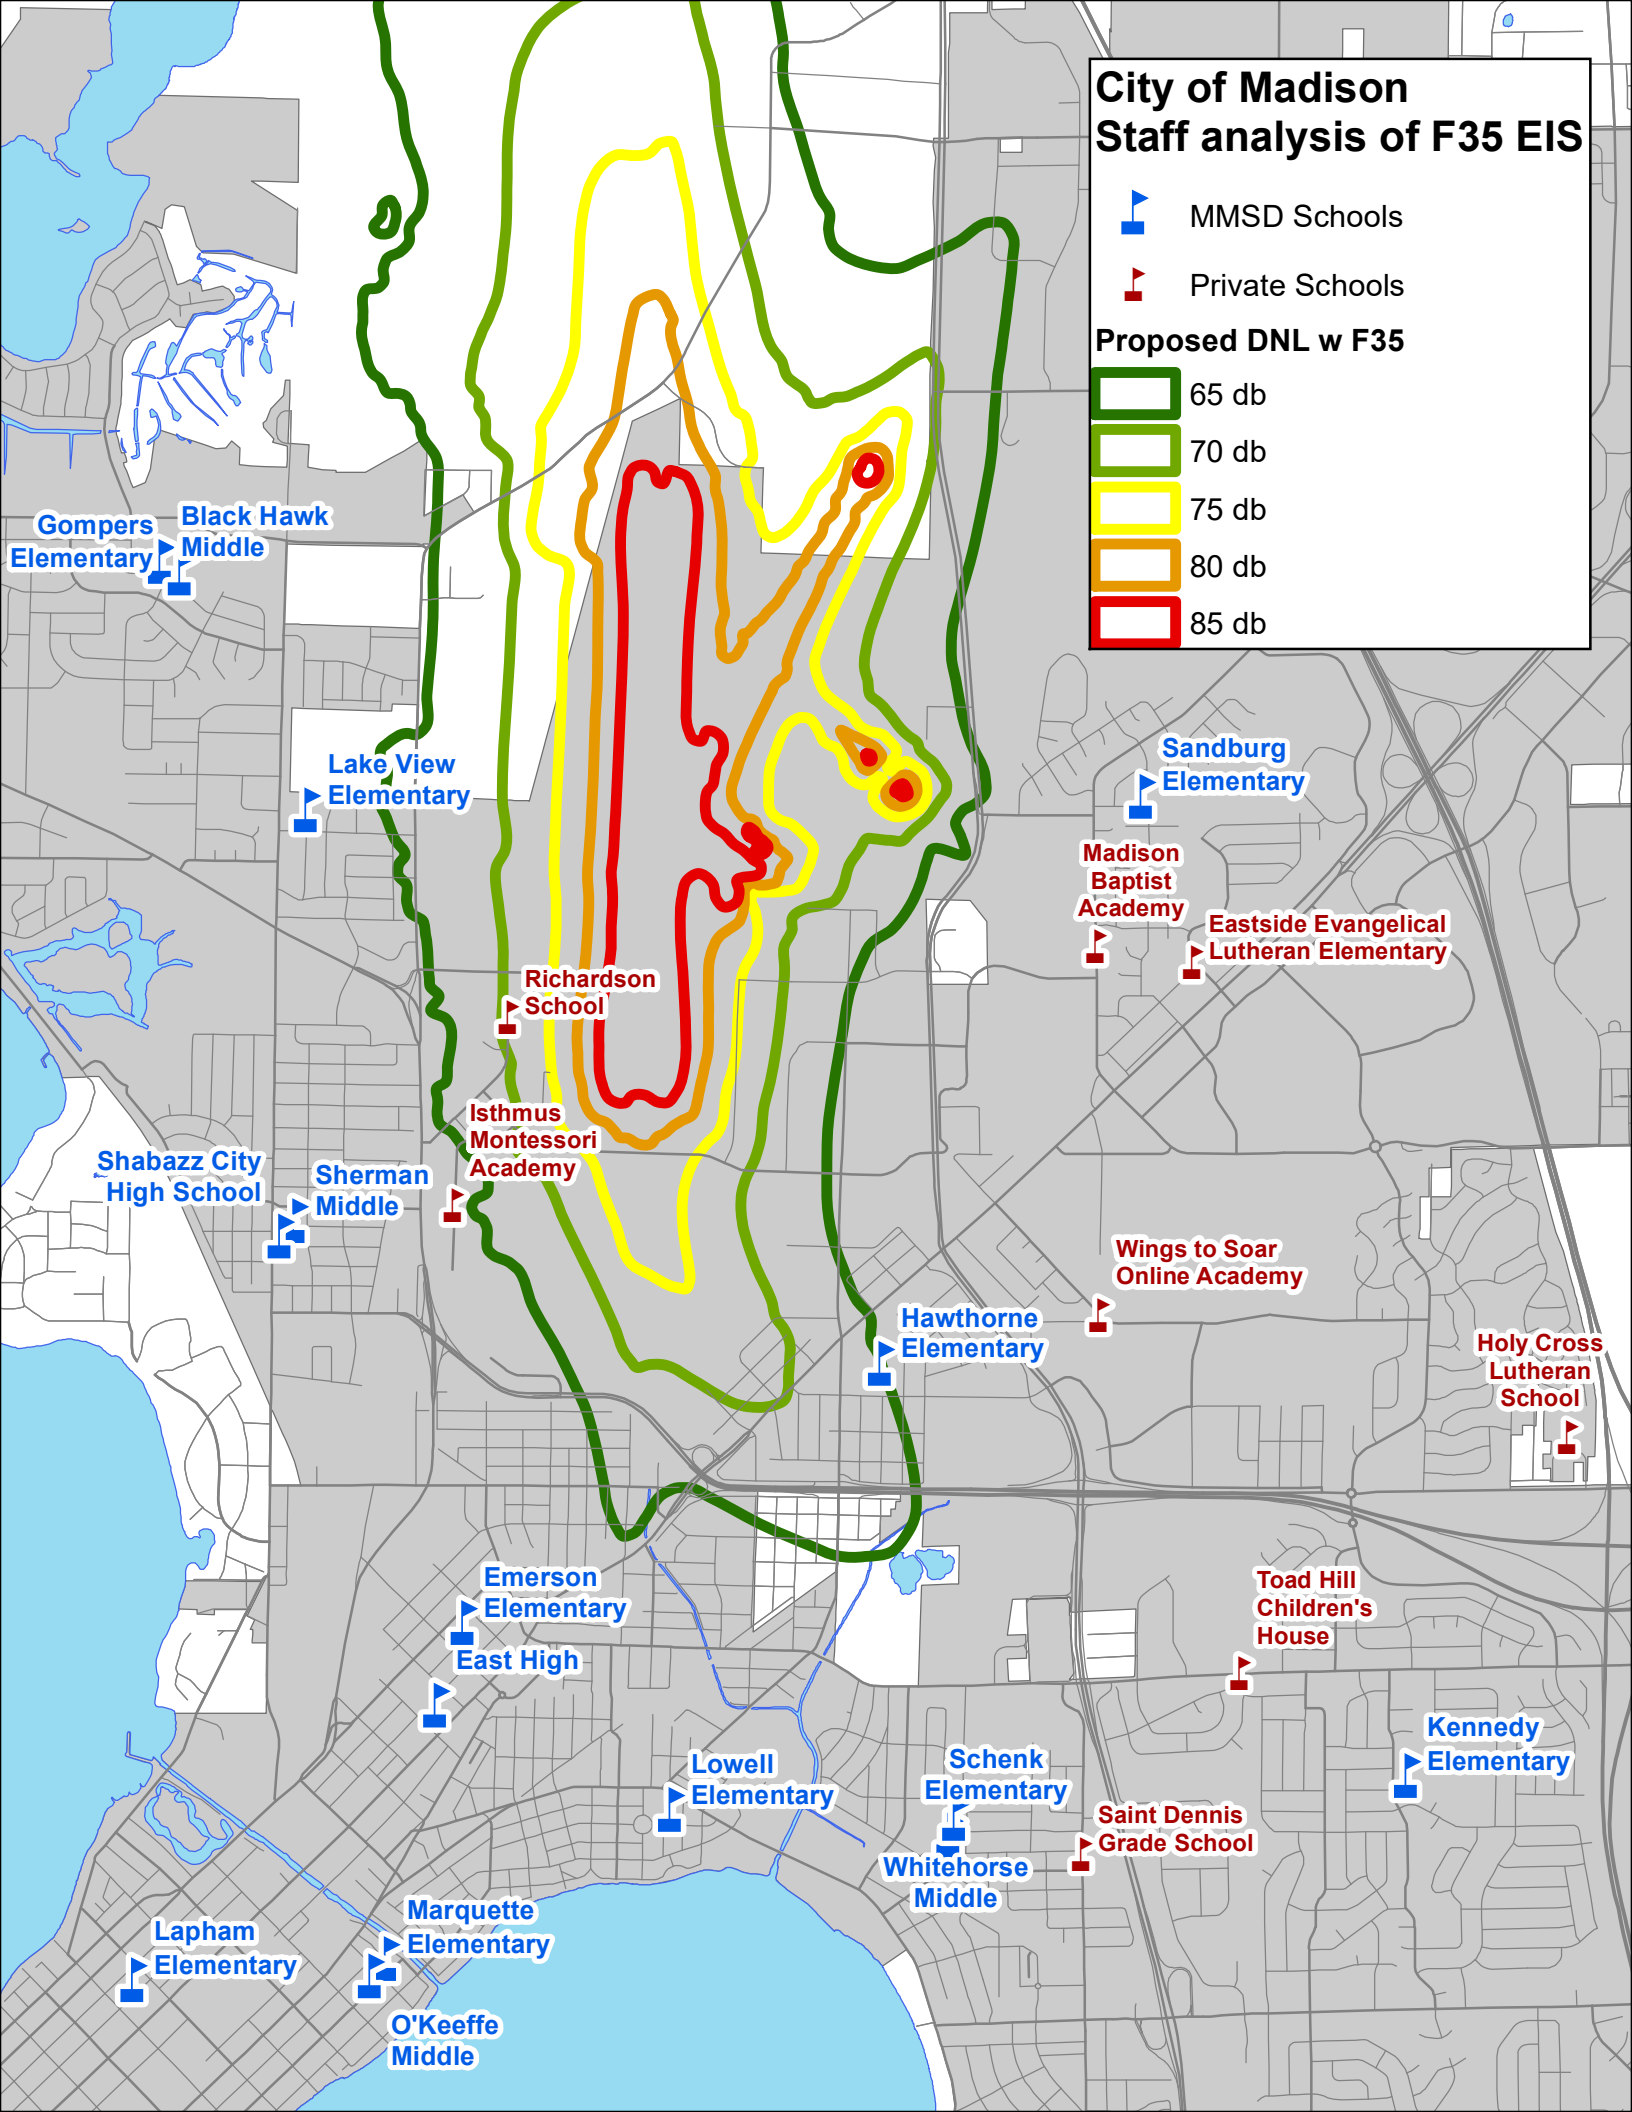 City of Madison
Staff analysis of F35 EIS
MMSD Schools
Private Schools
Proposed DNL w F35
65 db
70 db
75 db
80 db
85 db
Gompers
Elementary
Black Hawk
Middle
Lake View
Elementary
Sandburg
Elementary
Madison
Baptist
Academy
Eastside Evangelical
Lutheran Elementary
Richardson
School
Isthmus
Montessori
Academy
Shabazz City
High School
Sherman
Middle
Wings to Soar
Online Academy
Hawthorne
Elementary
Holy Cross
Lutheran
School
Emerson
Elementary
East High
Toad Hill
Children's
House
Kennedy
Elementary
Lowell
Elementary
Schenk
Elementary
Saint Dennis
Grade School
Whitehorse
Middle
Marquette
Elementary
Lapham
Elementary
O'Keeffe
Middle